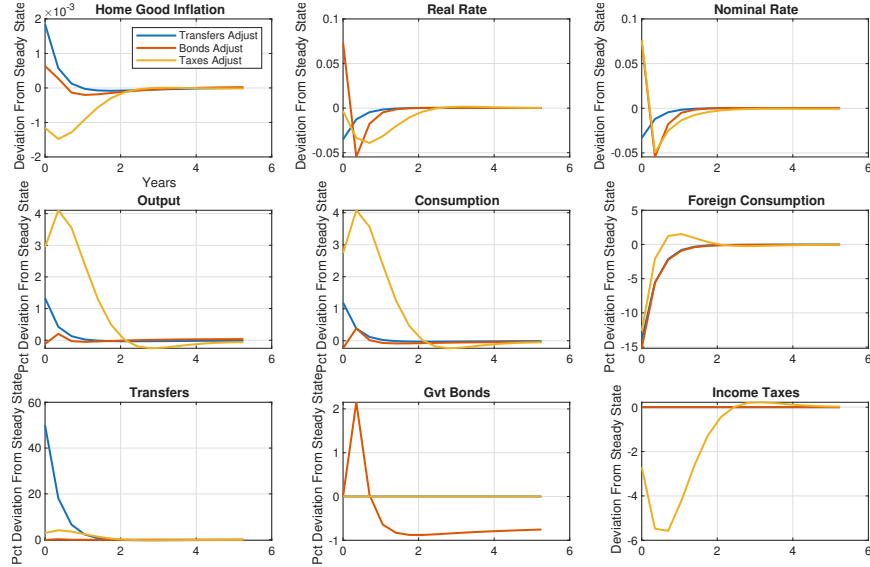 Home Good Inflation
×10⁻³
Deviation From Steady State
2
1
0
-1
-2
0 2 4 6
Years
Transfers Adjust
Bonds Adjust
Taxes Adjust
Real Rate
Deviation From Steady State
0.1
0.05
0
-0.05
0 2 4 6
Nominal Rate
Deviation From Steady State
0.1
0.05
0
-0.05
0 2 4 6
Output
Pct Deviation From Steady State
4
3
2
1
0
0 2 4 6
Consumption
Pct Deviation From Steady State
4
3
2
1
0
0 2 4 6
Foreign Consumption
Pct Deviation From Steady State
5
0
-5
-10
-15
0 2 4 6
Transfers
Pct Deviation From Steady State
60
40
20
0
0 2 4 6
Gvt Bonds
Pct Deviation From Steady State
2
1
0
-1
0 2 4 6
Income Taxes
Deviation From Steady State
0
-2
-4
-6
0 2 4 6